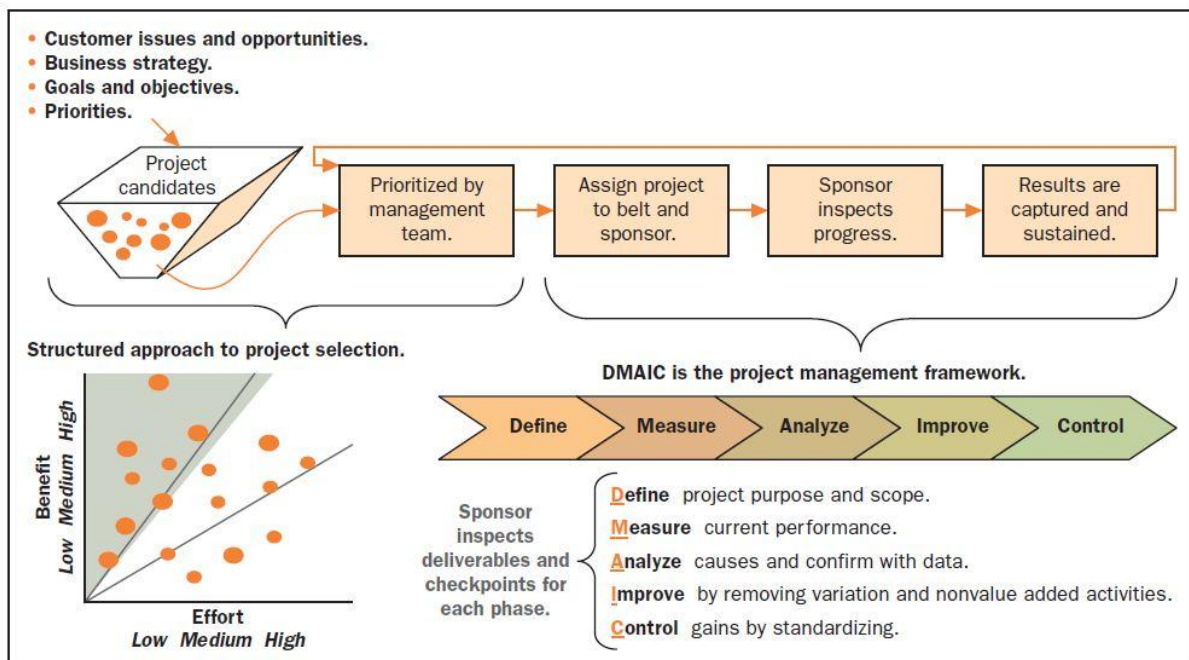 • Customer issues and opportunities.
• Business strategy.
• Goals and objectives.
• Priorities.
Project
candidates
Prioritized by
management
team.
Assign project
to belt and
sponsor.
Sponsor
inspects
progress.
Results are
captured and
sustained.
Structured approach to project selection.
Benefit
Low Medium High
Effort
Low Medium High
DMAIC is the project management framework.
Define
Measure
Analyze
Improve
Control
Sponsor
inspects
deliverables and
checkpoints for
each phase.
Define project purpose and scope.
Measure current performance.
Analyze causes and confirm with data.
Improve by removing variation and nonvalue added activities.
Control gains by standardizing.